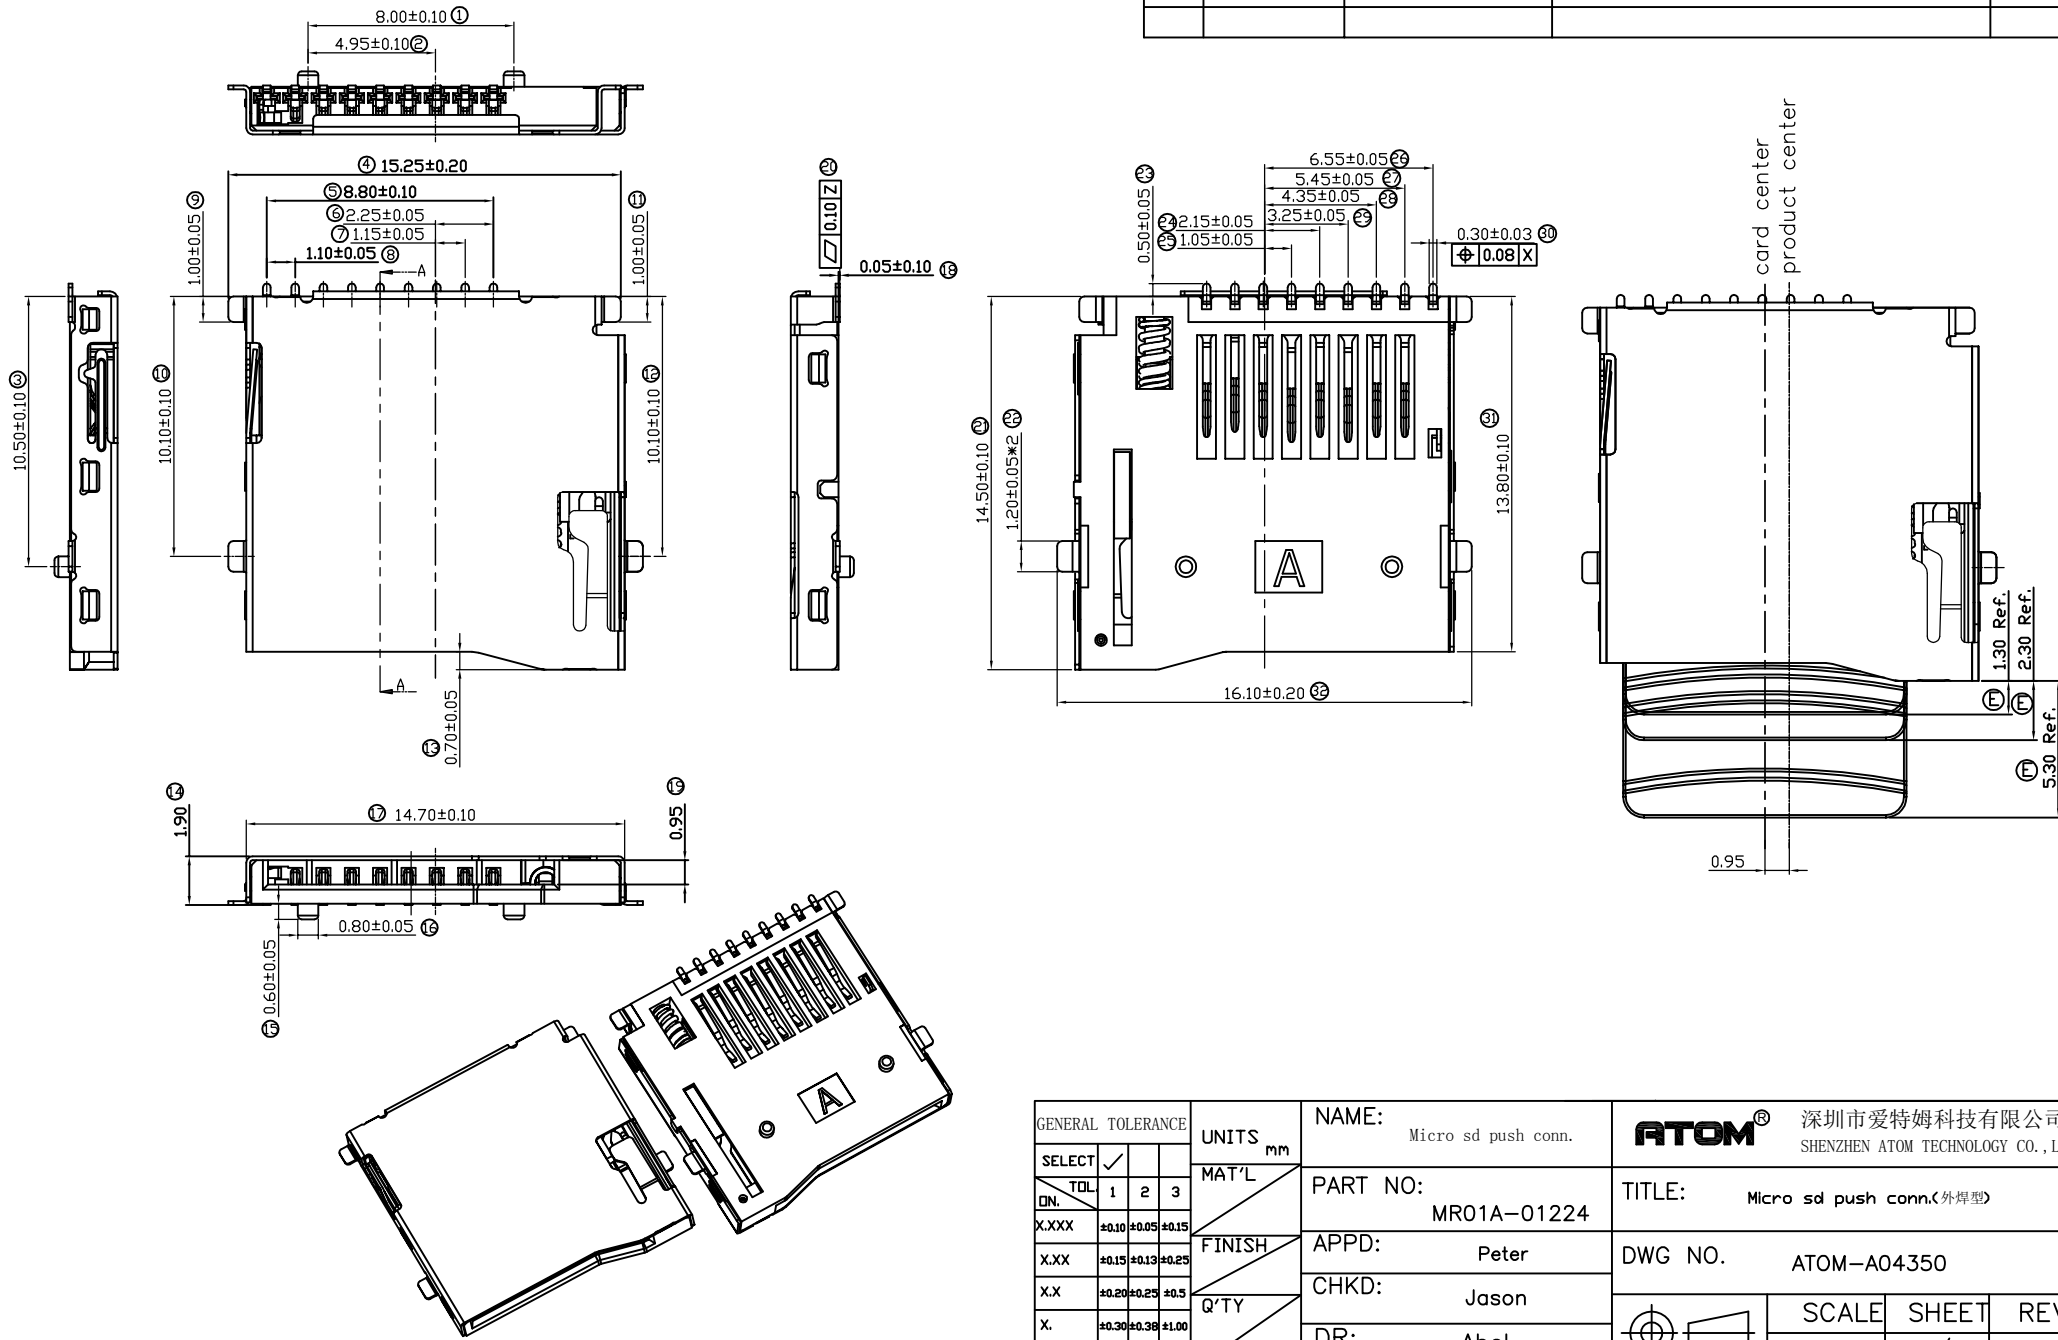 8.00±0.10 ①
4.95±0.10②
④ 15.25±0.20
⑤8.80±0.10
⑥2.25±0.05
⑦1.15±0.05
1.10±0.05⑧
A
1.00±0.05 ⑨
1.00±0.05 ⑪
10.50±0.10 ③
10.10±0.10 ⑩
10.10±0.10 ⑫
A
⑬ 0.70±0.05
⑳
0.10 Z
0.05±0.10 ⑱
6.55±0.05㉖
5.45±0.05 ㉗
4.35±0.05 ㉘
3.25±0.05 ㉙
㉔2.15±0.05
㉕1.05±0.05
0.50±0.05 ㉓
0.30±0.03 ㉚
⌖ 0.08 X
14.50±0.10 ㉑
1.20±0.05*2 ㉒
13.80±0.10 ㉛
A
16.10±0.20 ㉜
card center
product center
1.30 Ref.
2.30 Ref.
Ⓔ Ⓔ
Ⓔ 5.30 Ref.
0.95
1.90 ⑭
⑰ 14.70±0.10
0.95 ⑲
0.80±0.05 ⑯
⑮ 0.60±0.05
A
GENERAL TOLERANCE
SELECT ✓
TOL. DN. 1 2 3
X.XXX ±0.10 ±0.05 ±0.15
X.XX ±0.15 ±0.13 ±0.25
X.X ±0.20 ±0.25 ±0.5
X. ±0.30 ±0.38 ±1.00
UNITS mm
MAT'L
FINISH
Q'TY
NAME: Micro sd push conn.
PART NO: MR01A-01224
APPD: Peter
CHKD: Jason
DR: Abel
ATOM® 深圳市爱特姆科技有限公司
SHENZHEN ATOM TECHNOLOGY CO.,L
TITLE: Micro sd push conn.(外焊型)
DWG NO. ATOM-A04350
SCALE SHEET REV